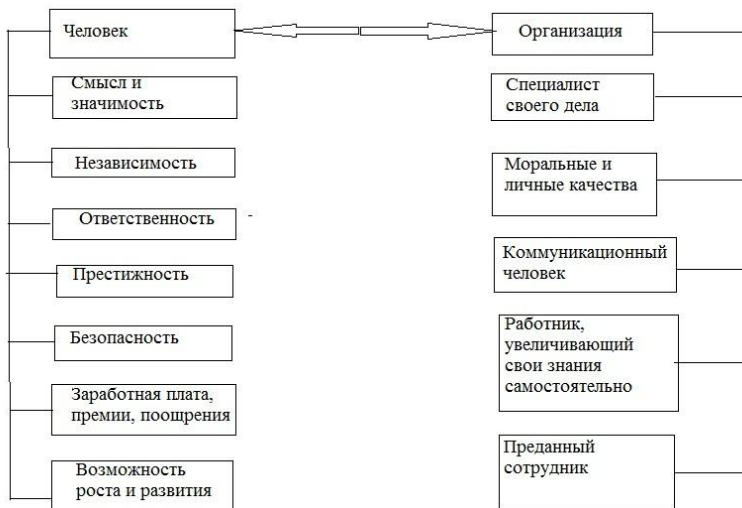 Человек
Организация
Смысл и
значимость
Специалист
своего дела
Независимость
Моральные и
личные качества
Ответственность
-
Коммуникационный
человек
Престижность
Безопасность
Работник,
увеличивающий
свои знания
самостоятельно
Заработная плата,
премии, поощрения
Преданный
сотрудник
Возможность
роста и развития